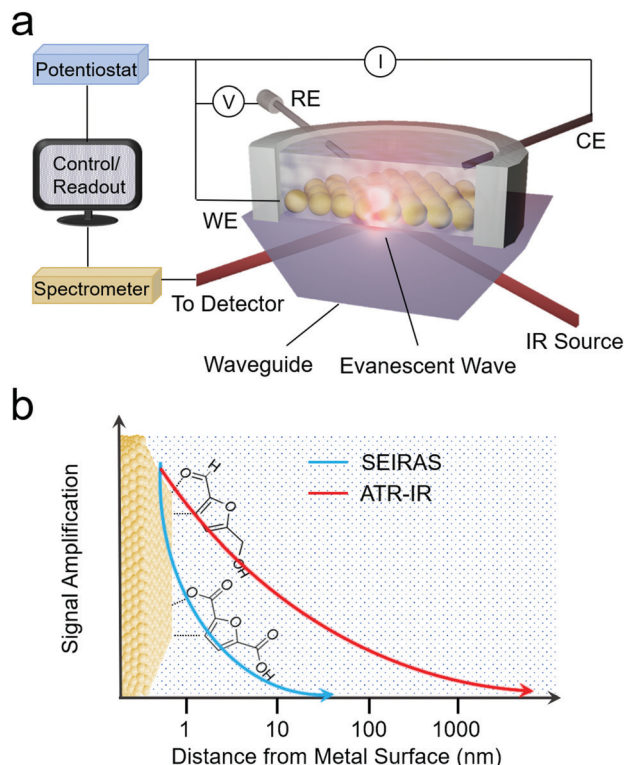 a
Potentiostat
I
V
RE
CE
Control/
Readout
WE
Spectrometer
To Detector
IR Source
Waveguide
Evanescent Wave
b
SEIRAS
ATR-IR
Signal Amplification
O
H
O
OH
O
O
O
O
OH
1
10
100
1000
Distance from Metal Surface (nm)